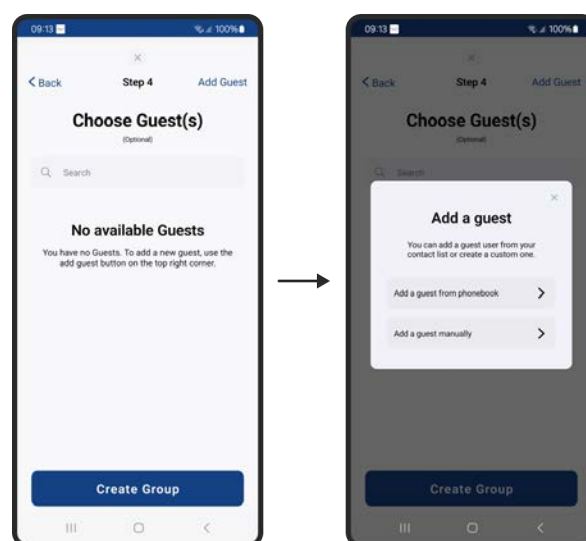 09:13
100%
Back
Step 4
Add Guest
Choose Guest(s)
(Optional)
Search
No available Guests
You have no Guests. To add a new guest, use the
add guest button on the top right corner.
Create Group
09:13
100%
Back
Step 4
Add Guest
Choose Guest(s)
(Optional)
Search
Add a guest
You can add a guest user from your
contact list or create a custom one.
Add a guest from phonebook
Add a guest manually
Create Group